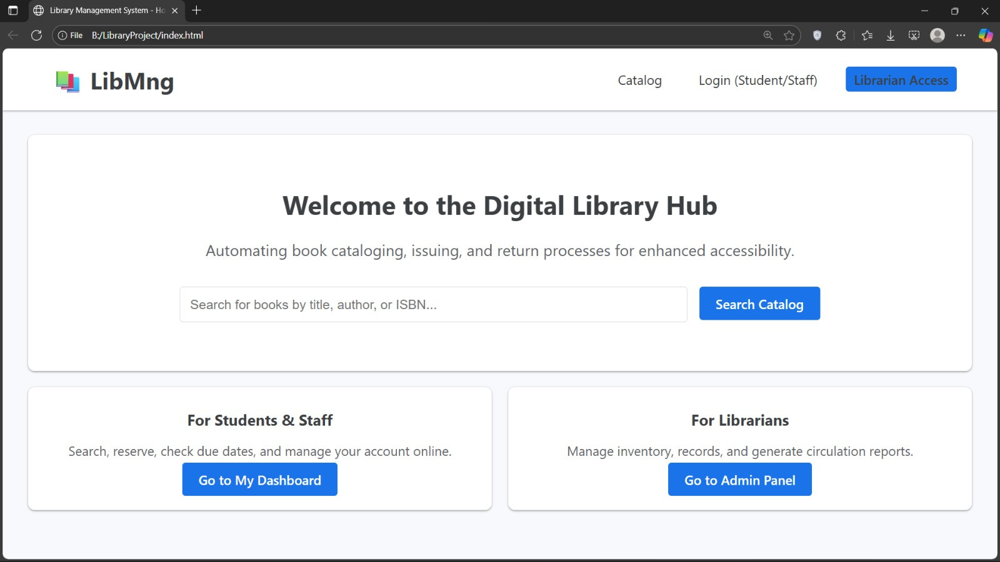 Library Management System - Ho
File B:/LibraryProject/index.html
LibMng
Catalog
Login (Student/Staff)
Librarian Access
Welcome to the Digital Library Hub
Automating book cataloging, issuing, and return processes for enhanced accessibility.
Search for books by title, author, or ISBN...
Search Catalog
For Students & Staff
Search, reserve, check due dates, and manage your account online.
Go to My Dashboard
For Librarians
Manage inventory, records, and generate circulation reports.
Go to Admin Panel